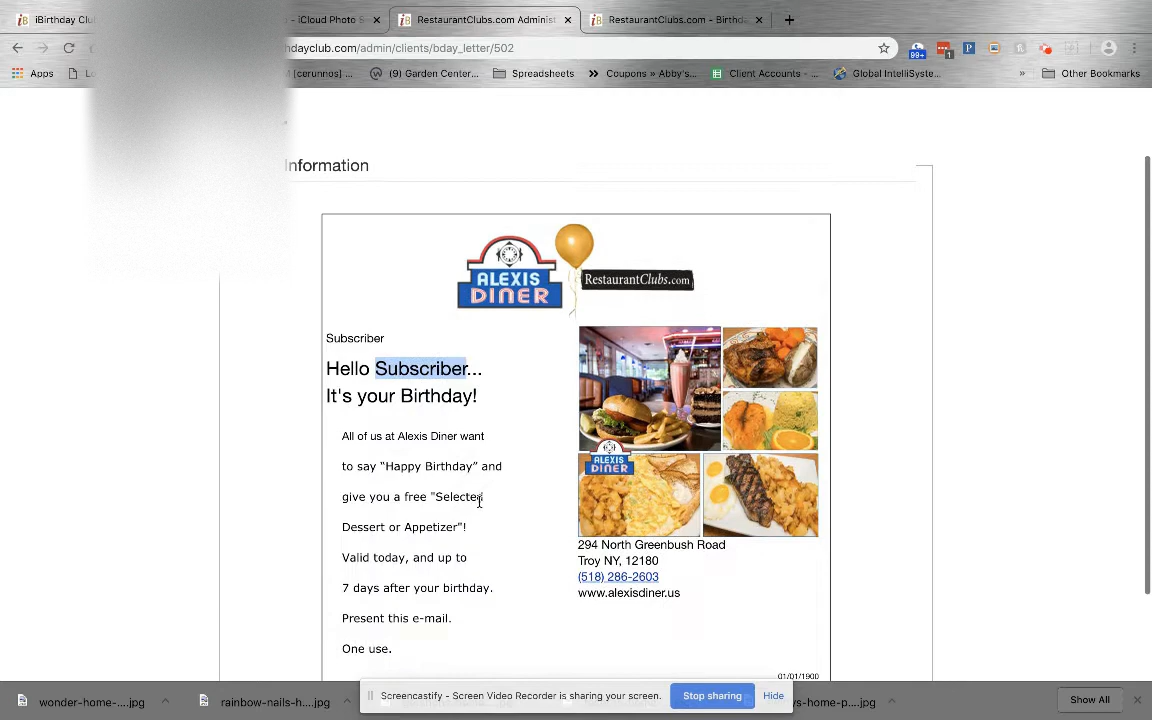 iBirthday Clu
- iCloud Photo S
RestaurantClubs.com Administ
RestaurantClubs.com - Birthda
ndayclub.com/admin/clients/bday_letter/502
99+
1
Apps
(cerunnos) ...
(9) Garden Center...
Spreadsheets
Coupons » Abby's...
Client Accounts - ...
Global IntelliSyste...
»
Other Bookmarks
Information
ALEXIS
DINER
RestaurantClubs.com
Subscriber
Hello Subscriber...
It's your Birthday!
All of us at Alexis Diner want
to say “Happy Birthday” and
give you a free "Selected
Dessert or Appetizer"!
Valid today, and up to
7 days after your birthday.
Present this e-mail.
One use.
ALEXIS
DINER
294 North Greenbush Road
Troy NY, 12180
(518) 286-2603
www.alexisdiner.us
01/01/1900
wonder-home-....jpg
rainbow-nails-h....jpg
Screencastify - Screen Video Recorder is sharing your screen.
Stop sharing
Hide
ys-home-p....jpg
Show All